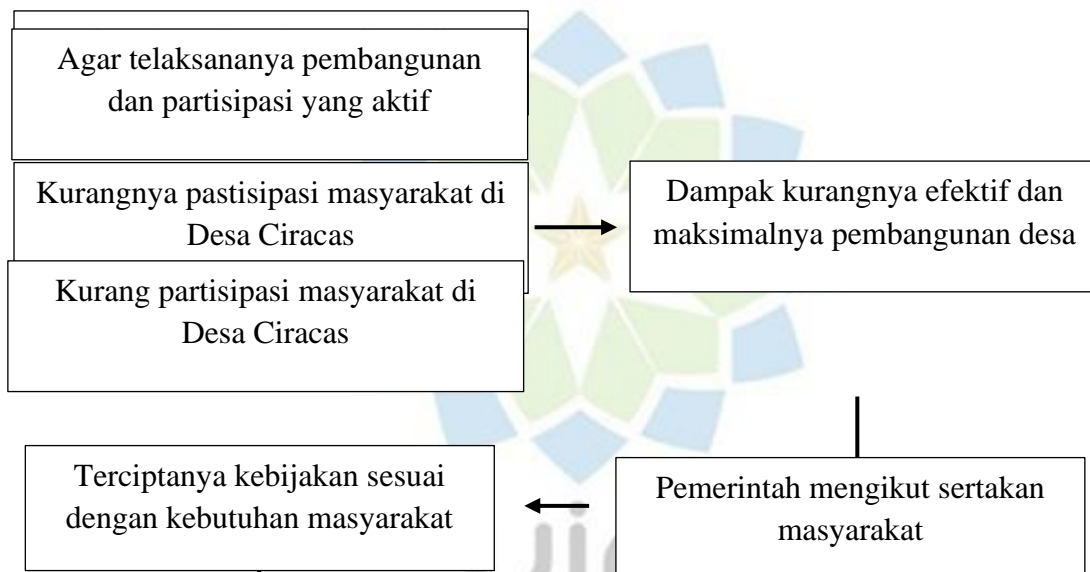 Agar telaksananya pembangunan
dan partisipasi yang aktif
Kurangnya pastisipasi masyarakat di
Desa Ciracas
Dampak kurangnya efektif dan
maksimalnya pembangunan desa
Kurang partisipasi masyarakat di
Desa Ciracas
Terciptanya kebijakan sesuai
dengan kebutuhan masyarakat
Pemerintah mengikut sertakan
masyarakat